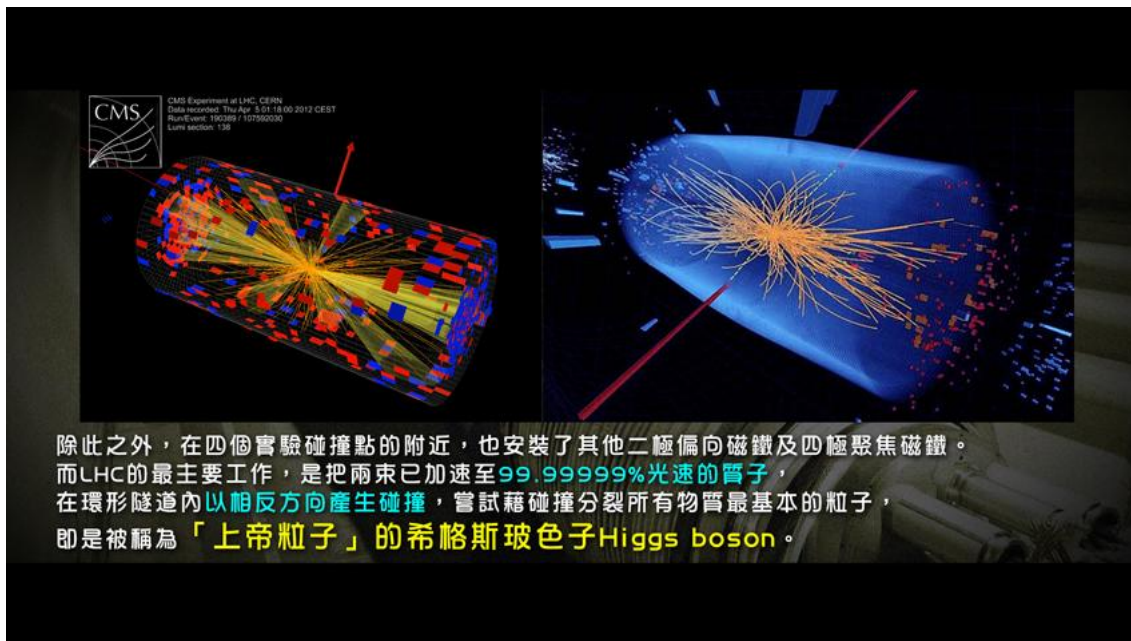 CMS
CMS Experiment at LHC, CERN
Data recorded: Thu Apr 5 01:18:00 2012 CEST
Run/Event: 190389 / 107592030
Lumi section: 138
除此之外，在四個實驗碰撞點的附近，也安裝了其他二極偏向磁鐵及四極聚焦磁鐵。
而LHC的最主要工作，是把兩束已加速至99.99999%光速的質子，
在環形隧道內以相反方向產生碰撞，嘗試藉碰撞分裂所有物質最基本的粒子，
即是被稱為「上帝粒子」的希格斯玻色子Higgs boson。